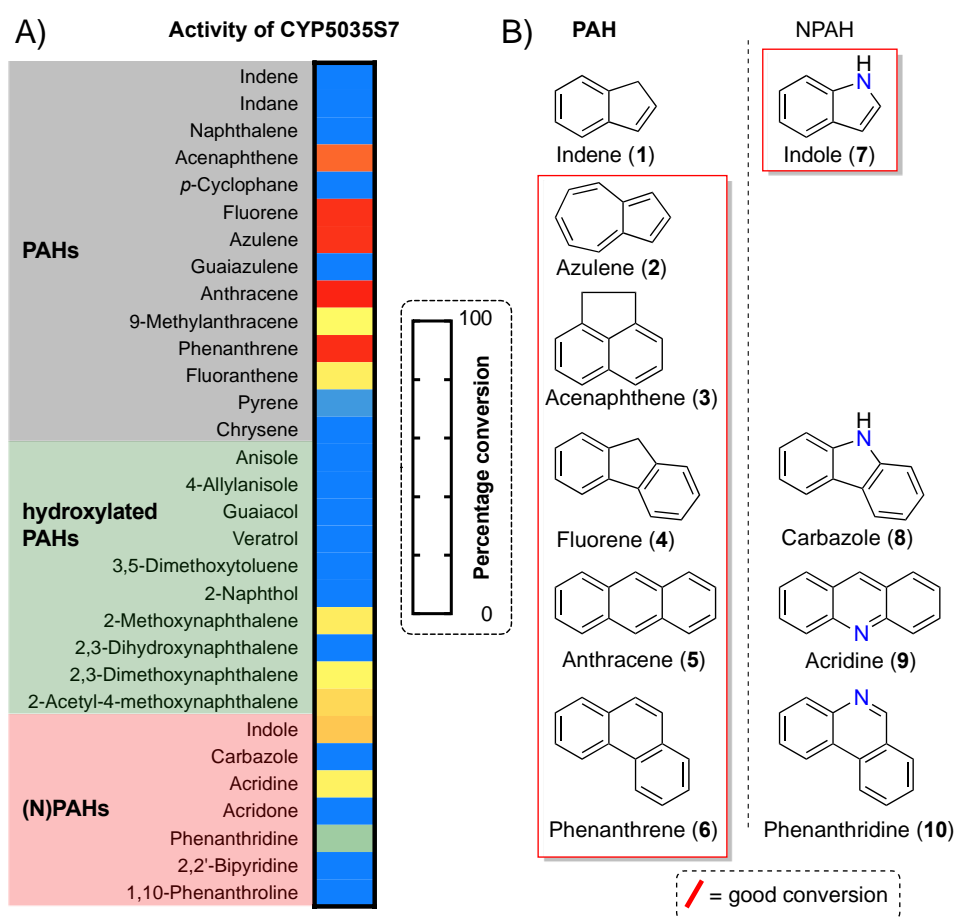 A)
Activity of CYP5035S7
PAHs
Indene
Indane
Naphthalene
Acenaphthene
p-Cyclophane
Fluorene
Azulene
Guaiazulene
Anthracene
9-Methylanthracene
Phenanthrene
Fluoranthene
Pyrene
Chrysene
hydroxylated
PAHs
Anisole
4-Allylanisole
Guaiacol
Veratrol
3,5-Dimethoxytoluene
2-Naphthol
2-Methoxynaphthalene
2,3-Dihydroxynaphthalene
2,3-Dimethoxynaphthalene
2-Acetyl-4-methoxynaphthalene
(N)PAHs
Indole
Carbazole
Acridine
Acridone
Phenanthridine
2,2'-Bipyridine
1,10-Phenanthroline
100
Percentage conversion
0
B)
PAH
NPAH
Indene (1)
H
N
Indole (7)
Azulene (2)
Acenaphthene (3)
Fluorene (4)
H
N
Carbazole (8)
Anthracene (5)
N
Acridine (9)
Phenanthrene (6)
N
Phenanthridine (10)
= good conversion